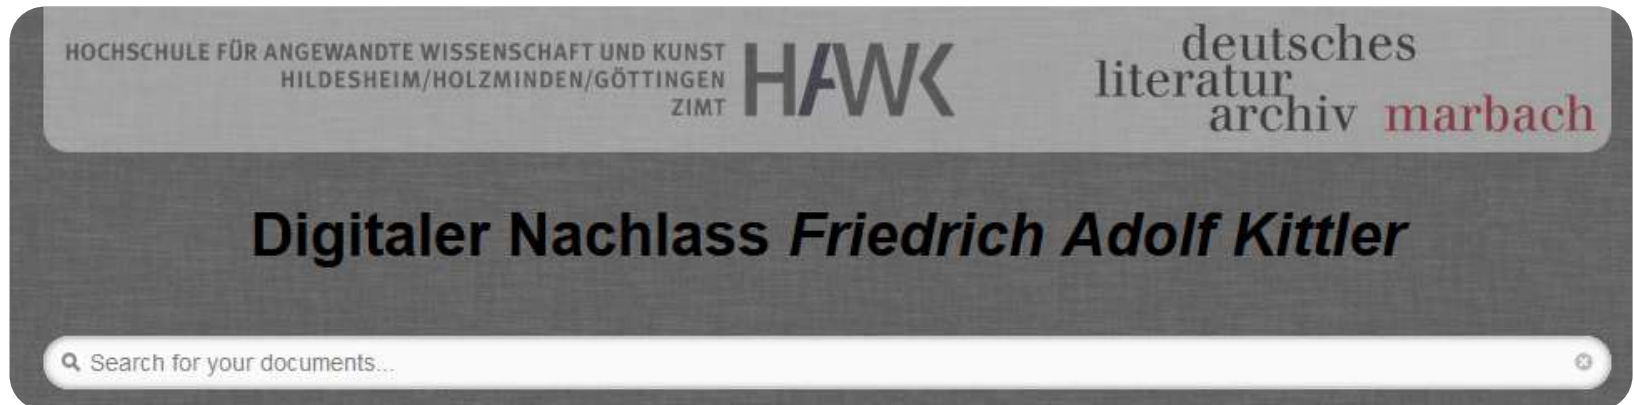 HOCHSCHULE FÜR ANGEWANDTE WISSENSCHAFT UND KUNST
HILDESHEIM/HOLZMINDEN/GÖTTINGEN
ZIMT
HAWK
deutsches
literatur
archiv marbach
Digitaler Nachlass Friedrich Adolf Kittler
Search for your documents...